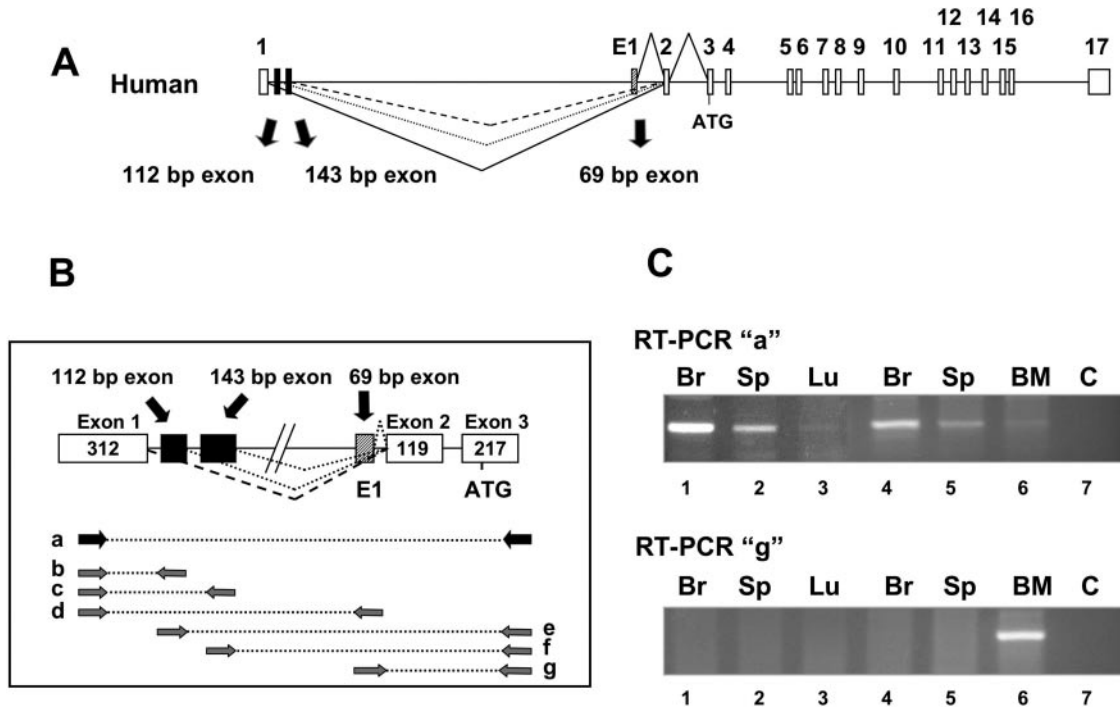 A
Human
12 14 16
1 E1 2 3 4 5 6 7 8 9 10 11 13 15 17
ATG
112 bp exon 143 bp exon 69 bp exon
B
112 bp exon 143 bp exon 69 bp exon
Exon 1 Exon 2 Exon 3
312 119 217
E1 ATG
a
b
c
d
e
f
g
C
RT-PCR “a”
Br Sp Lu Br Sp BM C
1 2 3 4 5 6 7
RT-PCR “g”
Br Sp Lu Br Sp BM C
1 2 3 4 5 6 7